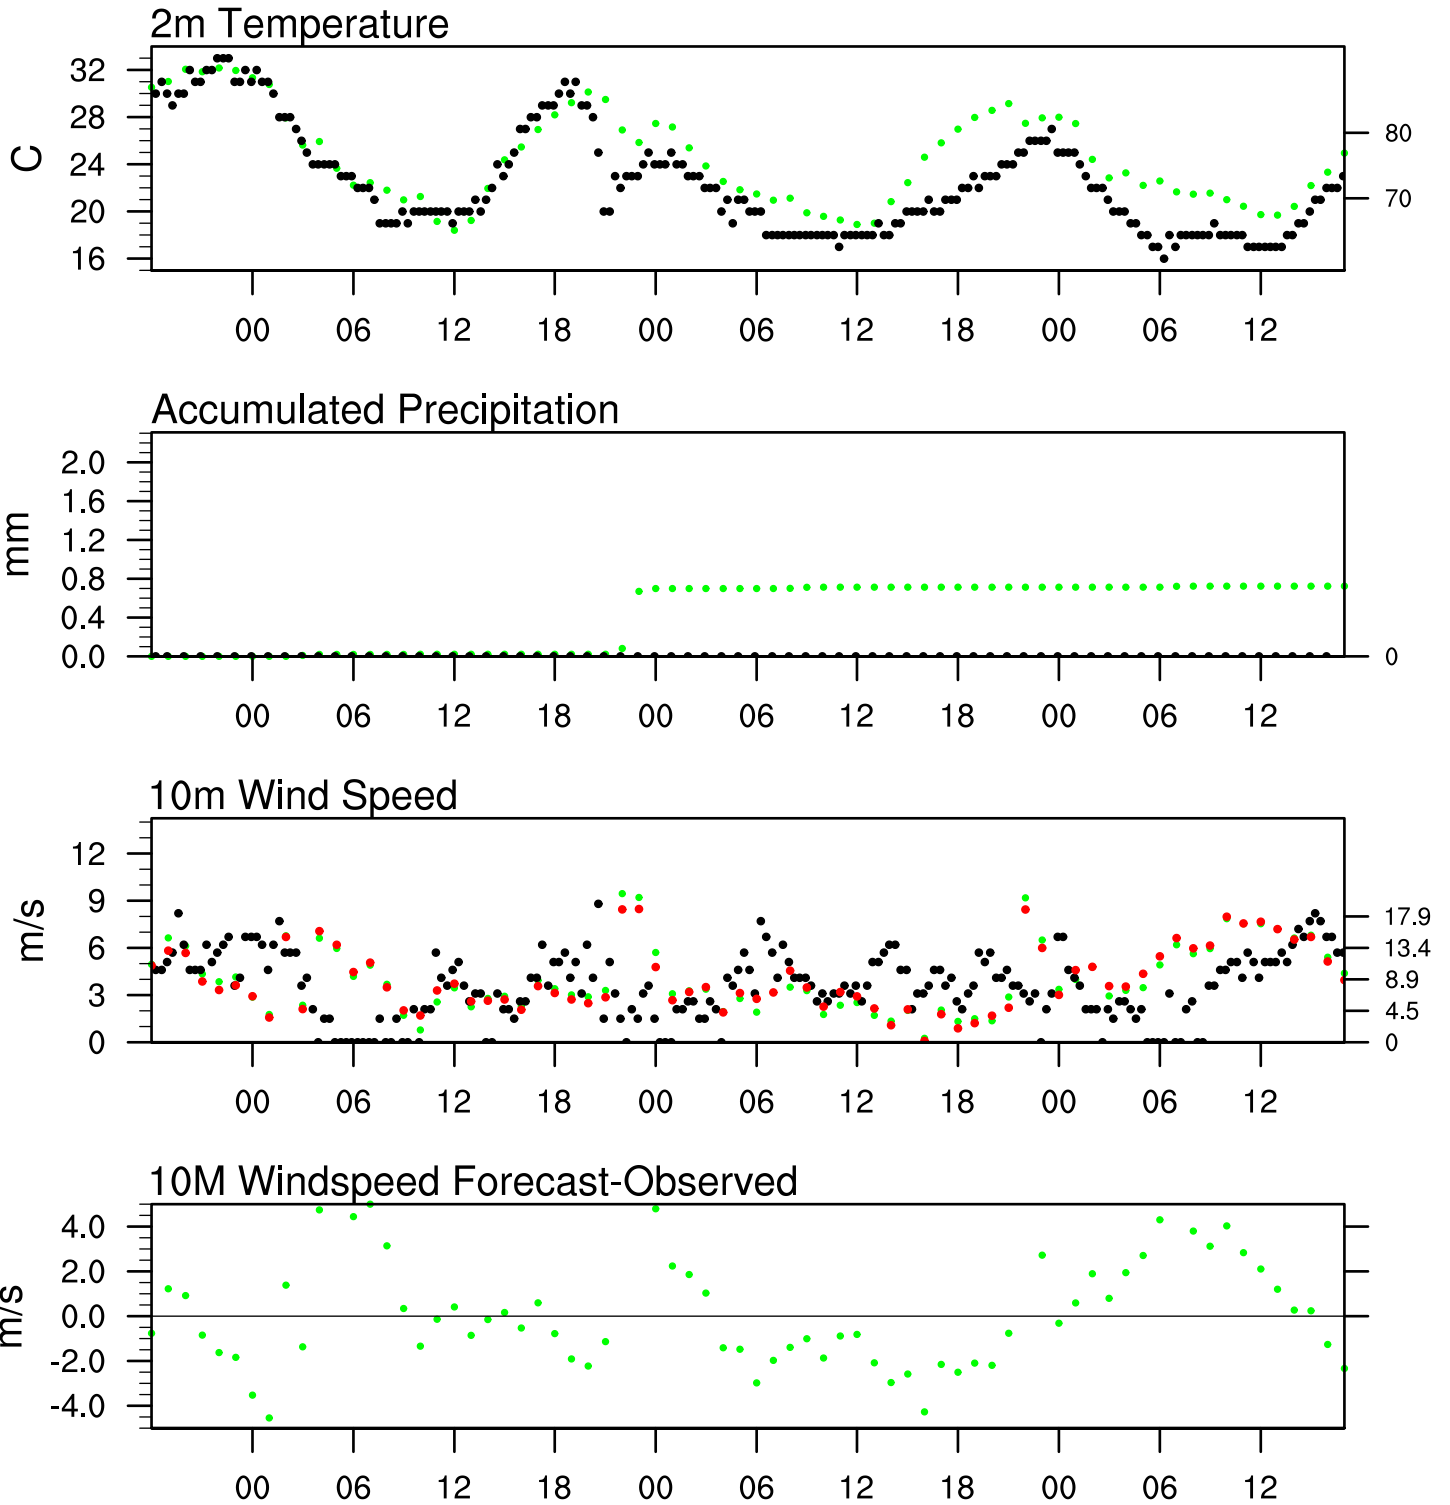 2m Temperature
32
28
24
20
16
C
80
70
00 06 12 18 00 06 12 18 00 06 12
Accumulated Precipitation
2.0
1.6
1.2
0.8
0.4
0.0
mm
0
00 06 12 18 00 06 12 18 00 06 12
10m Wind Speed
12
9
6
3
0
m/s
17.9
13.4
8.9
4.5
0
00 06 12 18 00 06 12 18 00 06 12
10M Windspeed Forecast-Observed
4.0
2.0
0.0
-2.0
-4.0
m/s
00 06 12 18 00 06 12 18 00 06 12